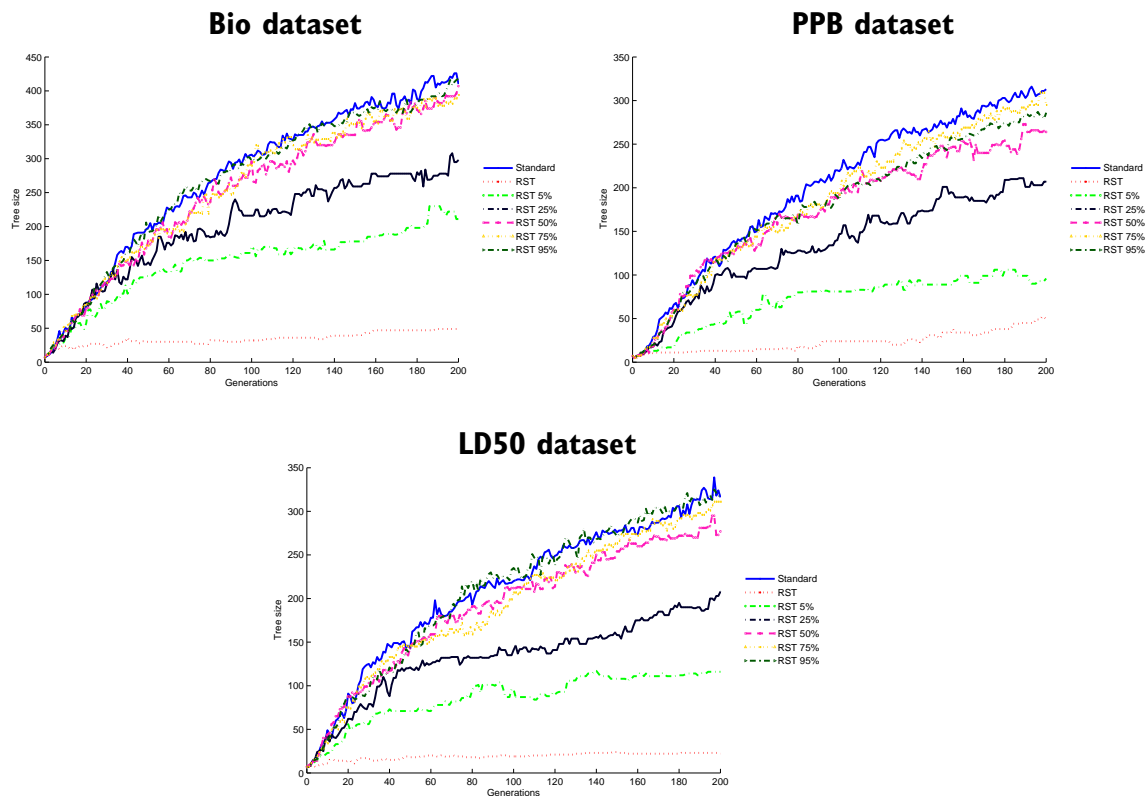 Bio dataset
450
400
350
300
250
200
150
100
50
0
Tree size
0 20 40 60 80 100 120 140 160 180 200
Generations
Standard
RST
RST 5%
RST 25%
RST 50%
RST 75%
RST 95%
PPB dataset
350
300
250
200
150
100
50
0
Tree size
0 20 40 60 80 100 120 140 160 180 200
Generations
Standard
RST
RST 5%
RST 25%
RST 50%
RST 75%
RST 95%
LD50 dataset
350
300
250
200
150
100
50
0
Tree size
0 20 40 60 80 100 120 140 160 180 200
Generations
Standard
RST
RST 5%
RST 25%
RST 50%
RST 75%
RST 95%